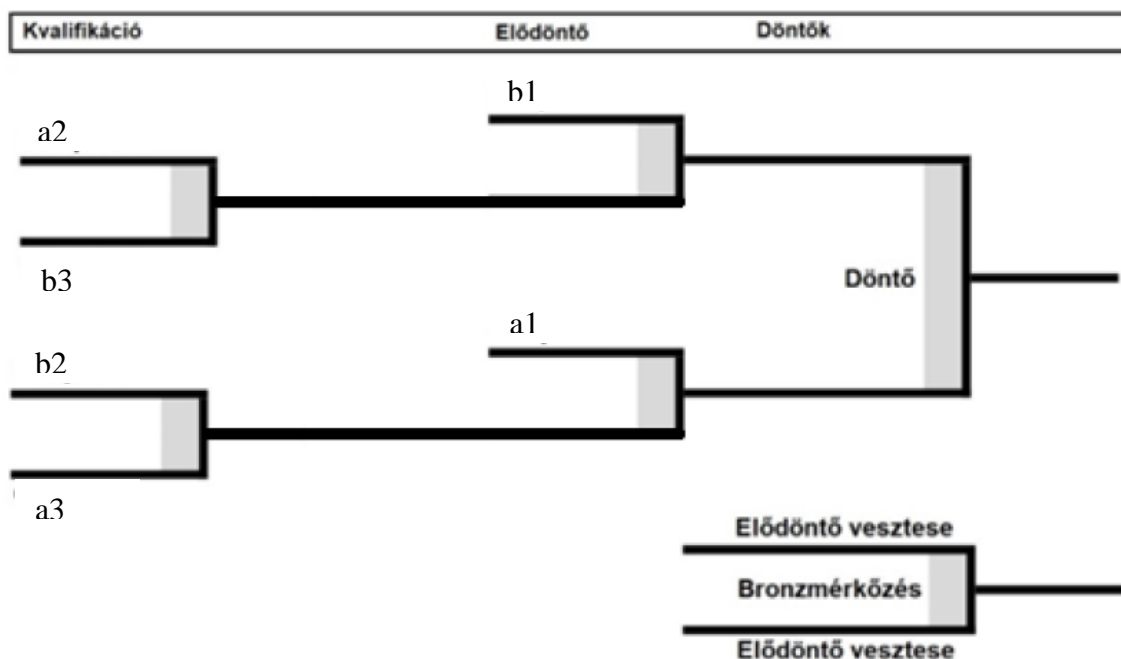 Kvalifikáció Elődöntő Döntők
b1
a2
b3
Döntő
a1
b2
a3
Elődöntő vesztese
Bronzmérkőzés
Elődöntő vesztese